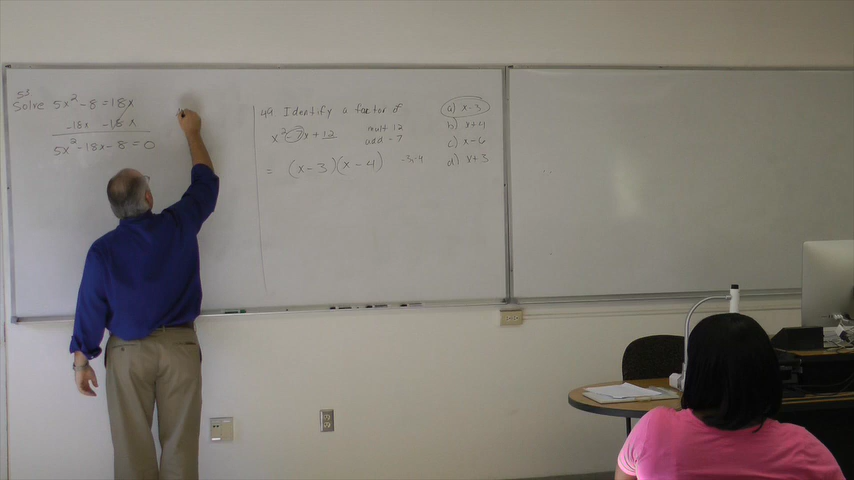 53
Solve 5x² - 8 = 18x
-18x -18x
5x² - 18x - 8 = 0
49 Identify a factor of
x² - 7x + 12
mult 12
add -7
= (x - 3)(x - 4)
-3, -4
a) x - 3
b) x + 4
c) x - 6
d) x + 3